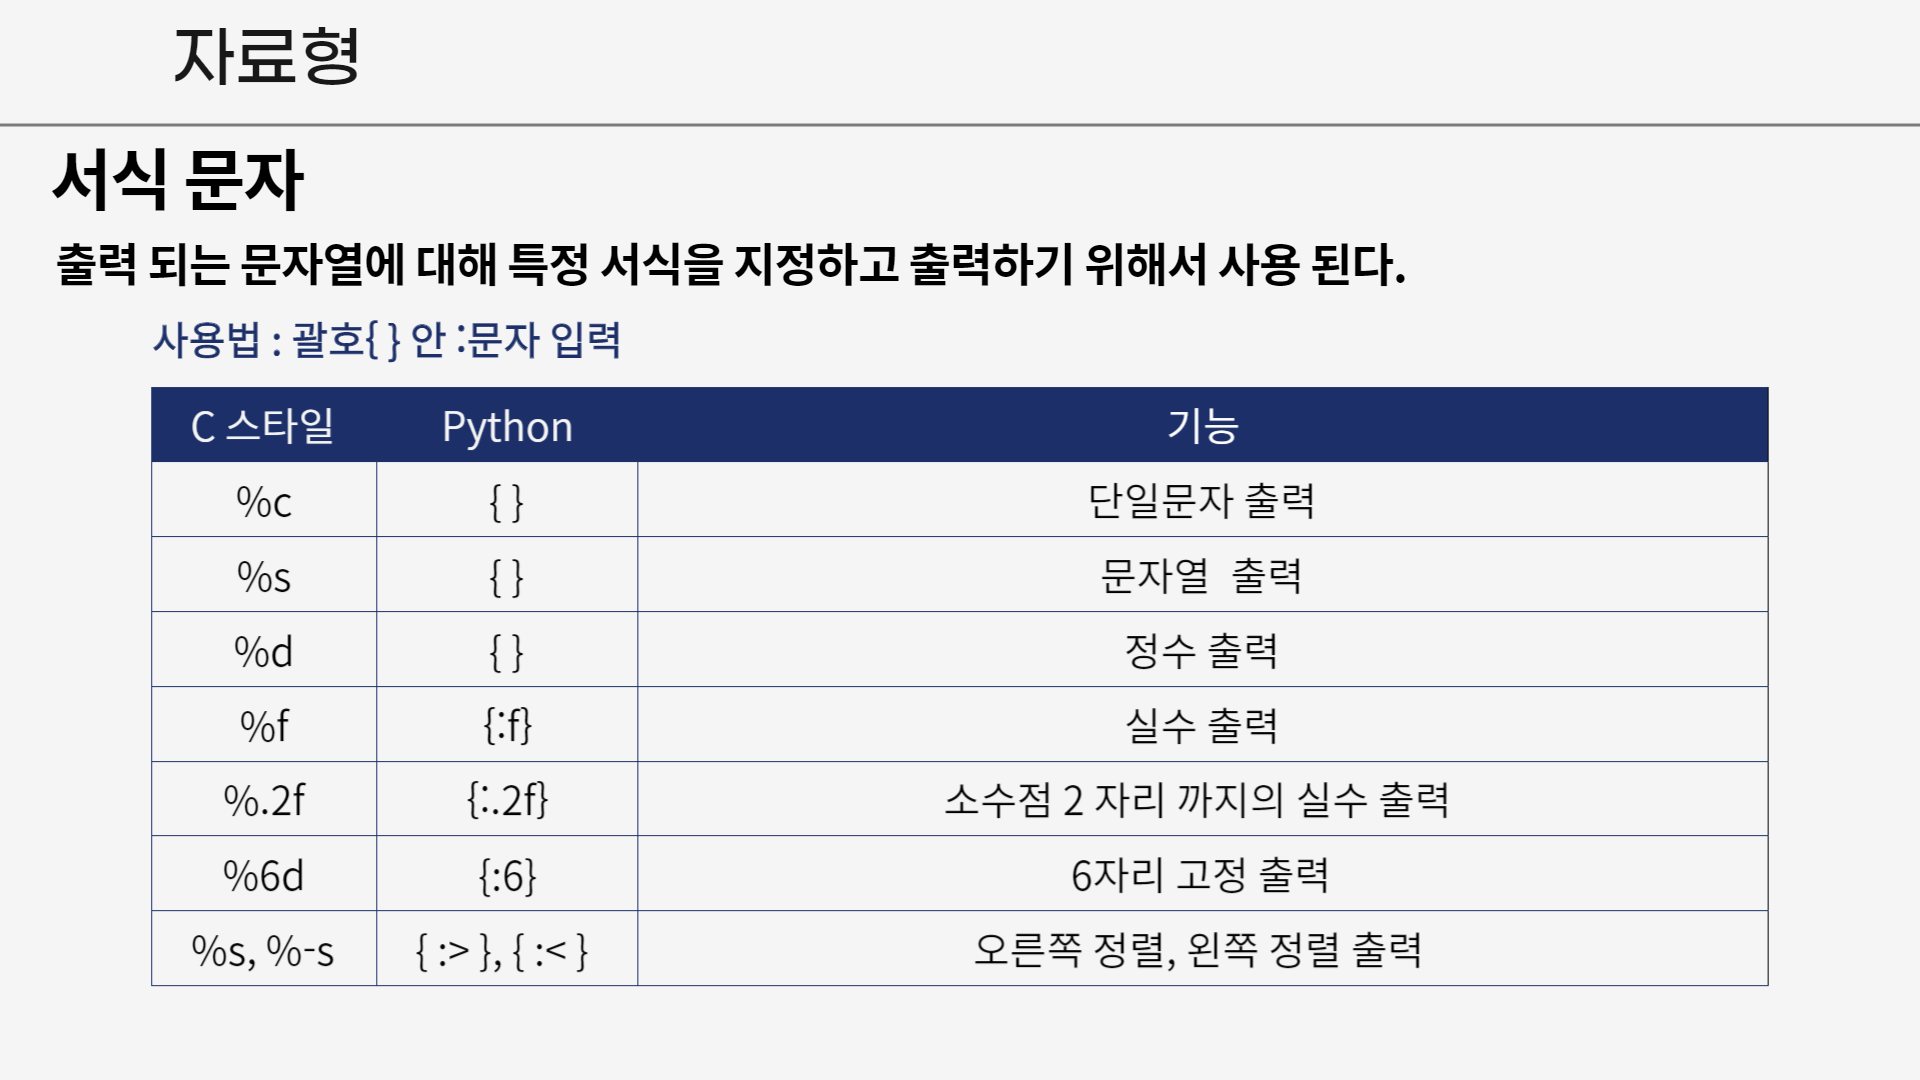 자료형
서식 문자
출력 되는 문자열에 대해 특정 서식을 지정하고 출력하기 위해서 사용 된다.
사용법 : 괄호{ } 안 :문자 입력
C 스타일 Python 기능
%c { } 단일문자 출력
%s { } 문자열  출력
%d { } 정수 출력
%f {:f} 실수 출력
%.2f {:.2f} 소수점 2 자리 까지의 실수 출력
%6d {:6} 6자리 고정 출력
%s, %-s { :> }, { :< } 오른쪽 정렬, 왼쪽 정렬 출력